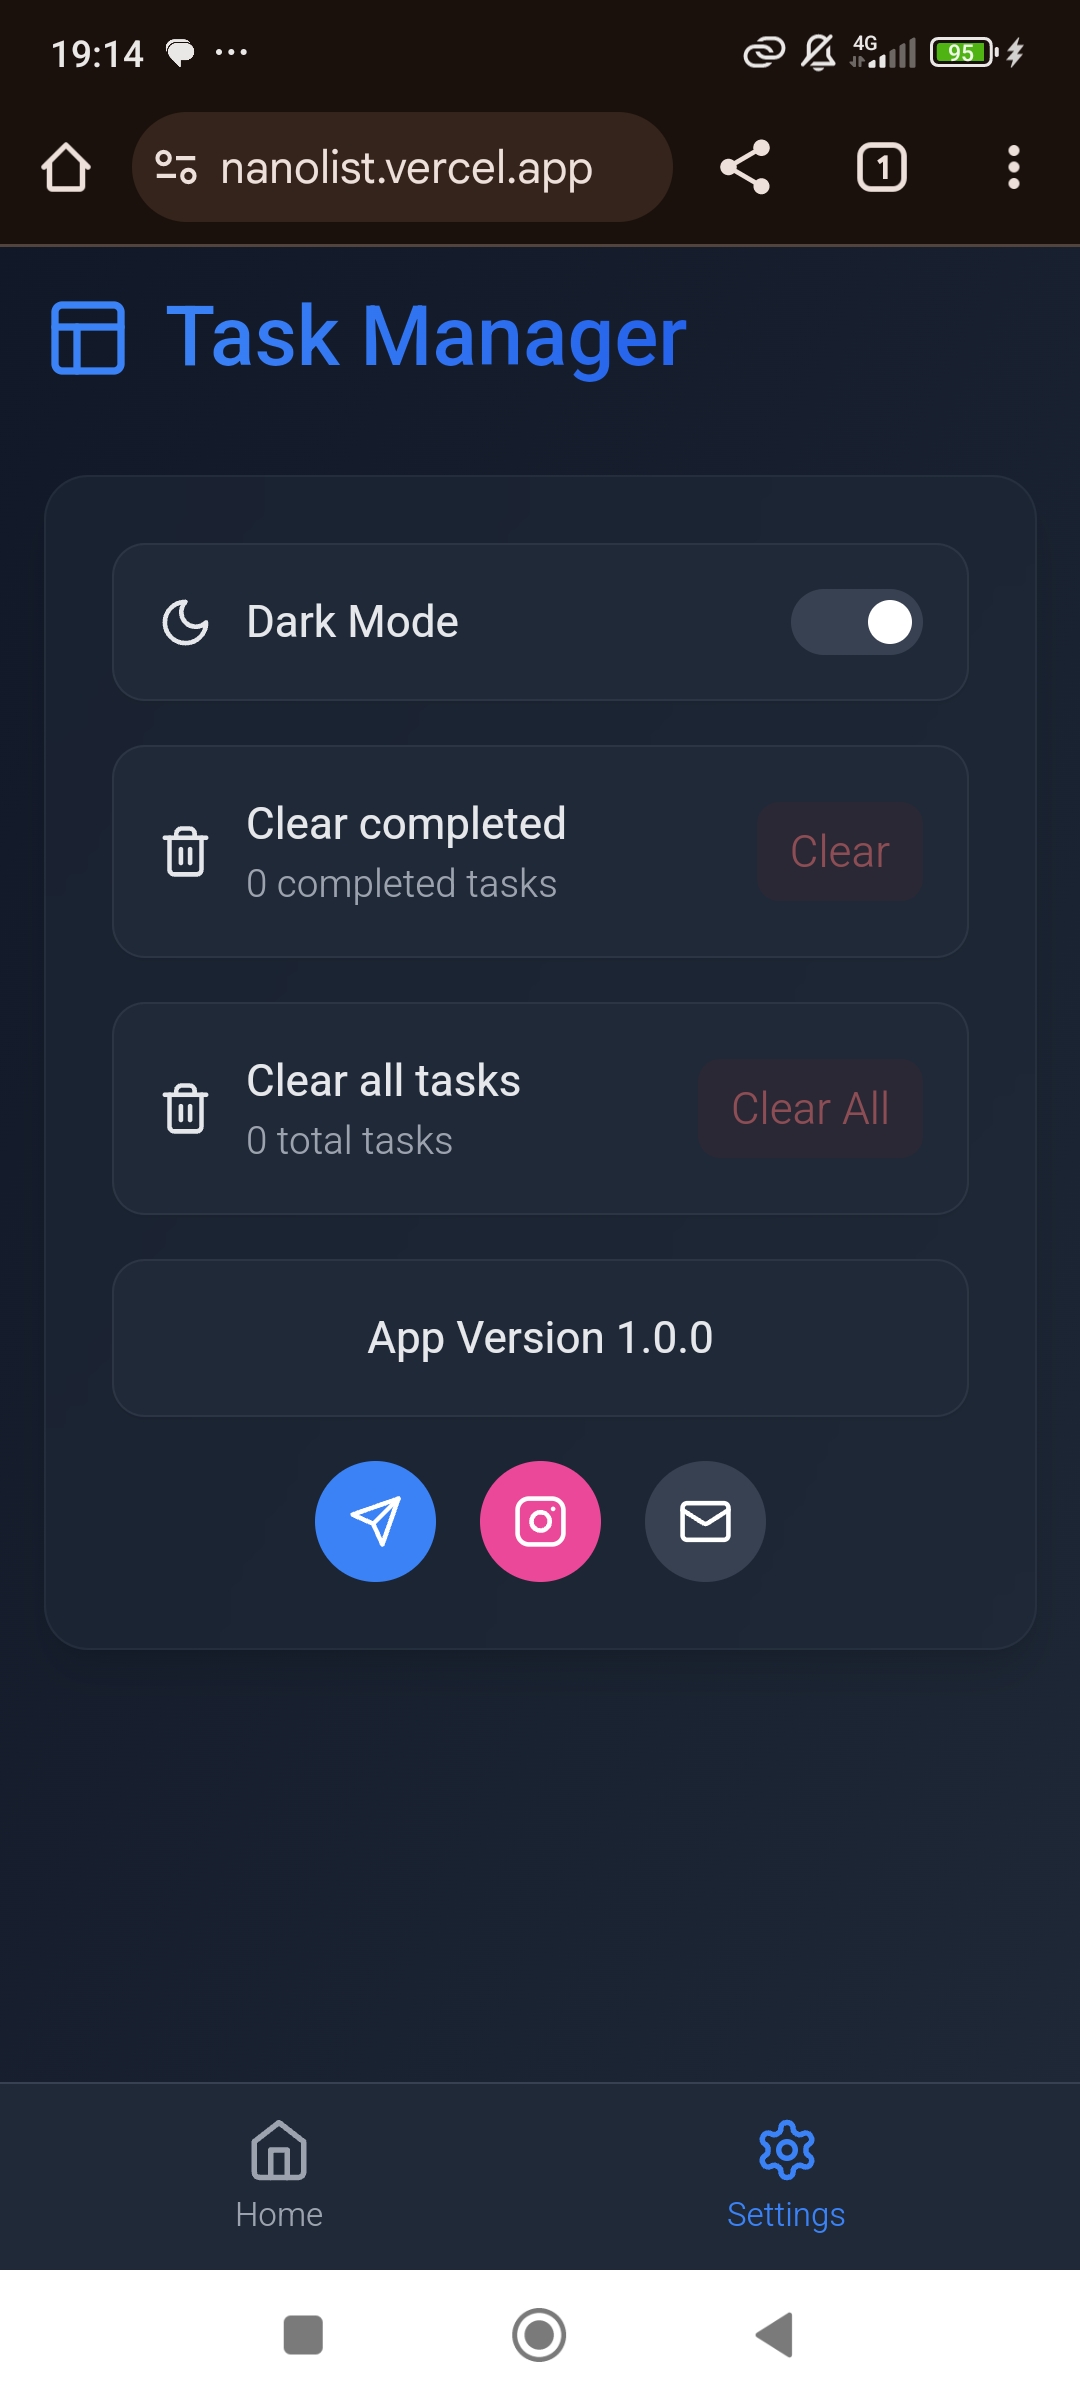 19:14
4G
95
nanolist.vercel.app
1
Task Manager
Dark Mode
Clear completed
0 completed tasks
Clear
Clear all tasks
0 total tasks
Clear All
App Version 1.0.0
Home
Settings